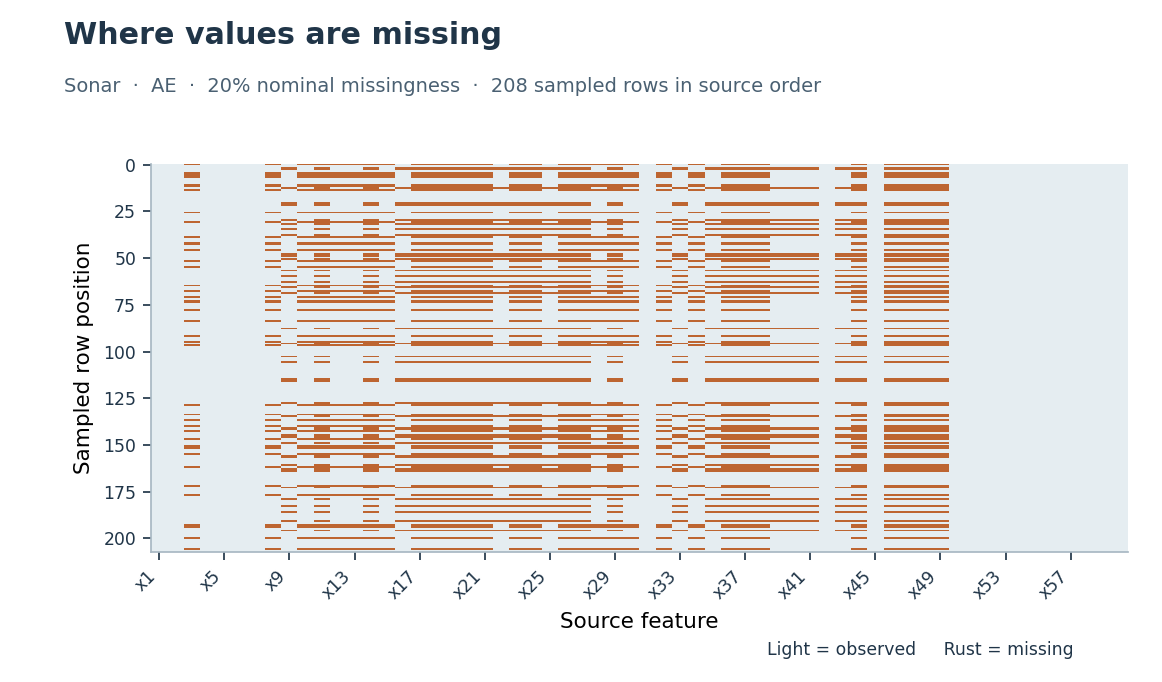 Where values are missing
Sonar · AE · 20% nominal missingness · 208 sampled rows in source order
Sampled row position
0
25
50
75
100
125
150
175
200
x1 x5 x9 x13 x17 x21 x25 x29 x33 x37 x41 x45 x49 x53 x57
Source feature
Light = observed Rust = missing